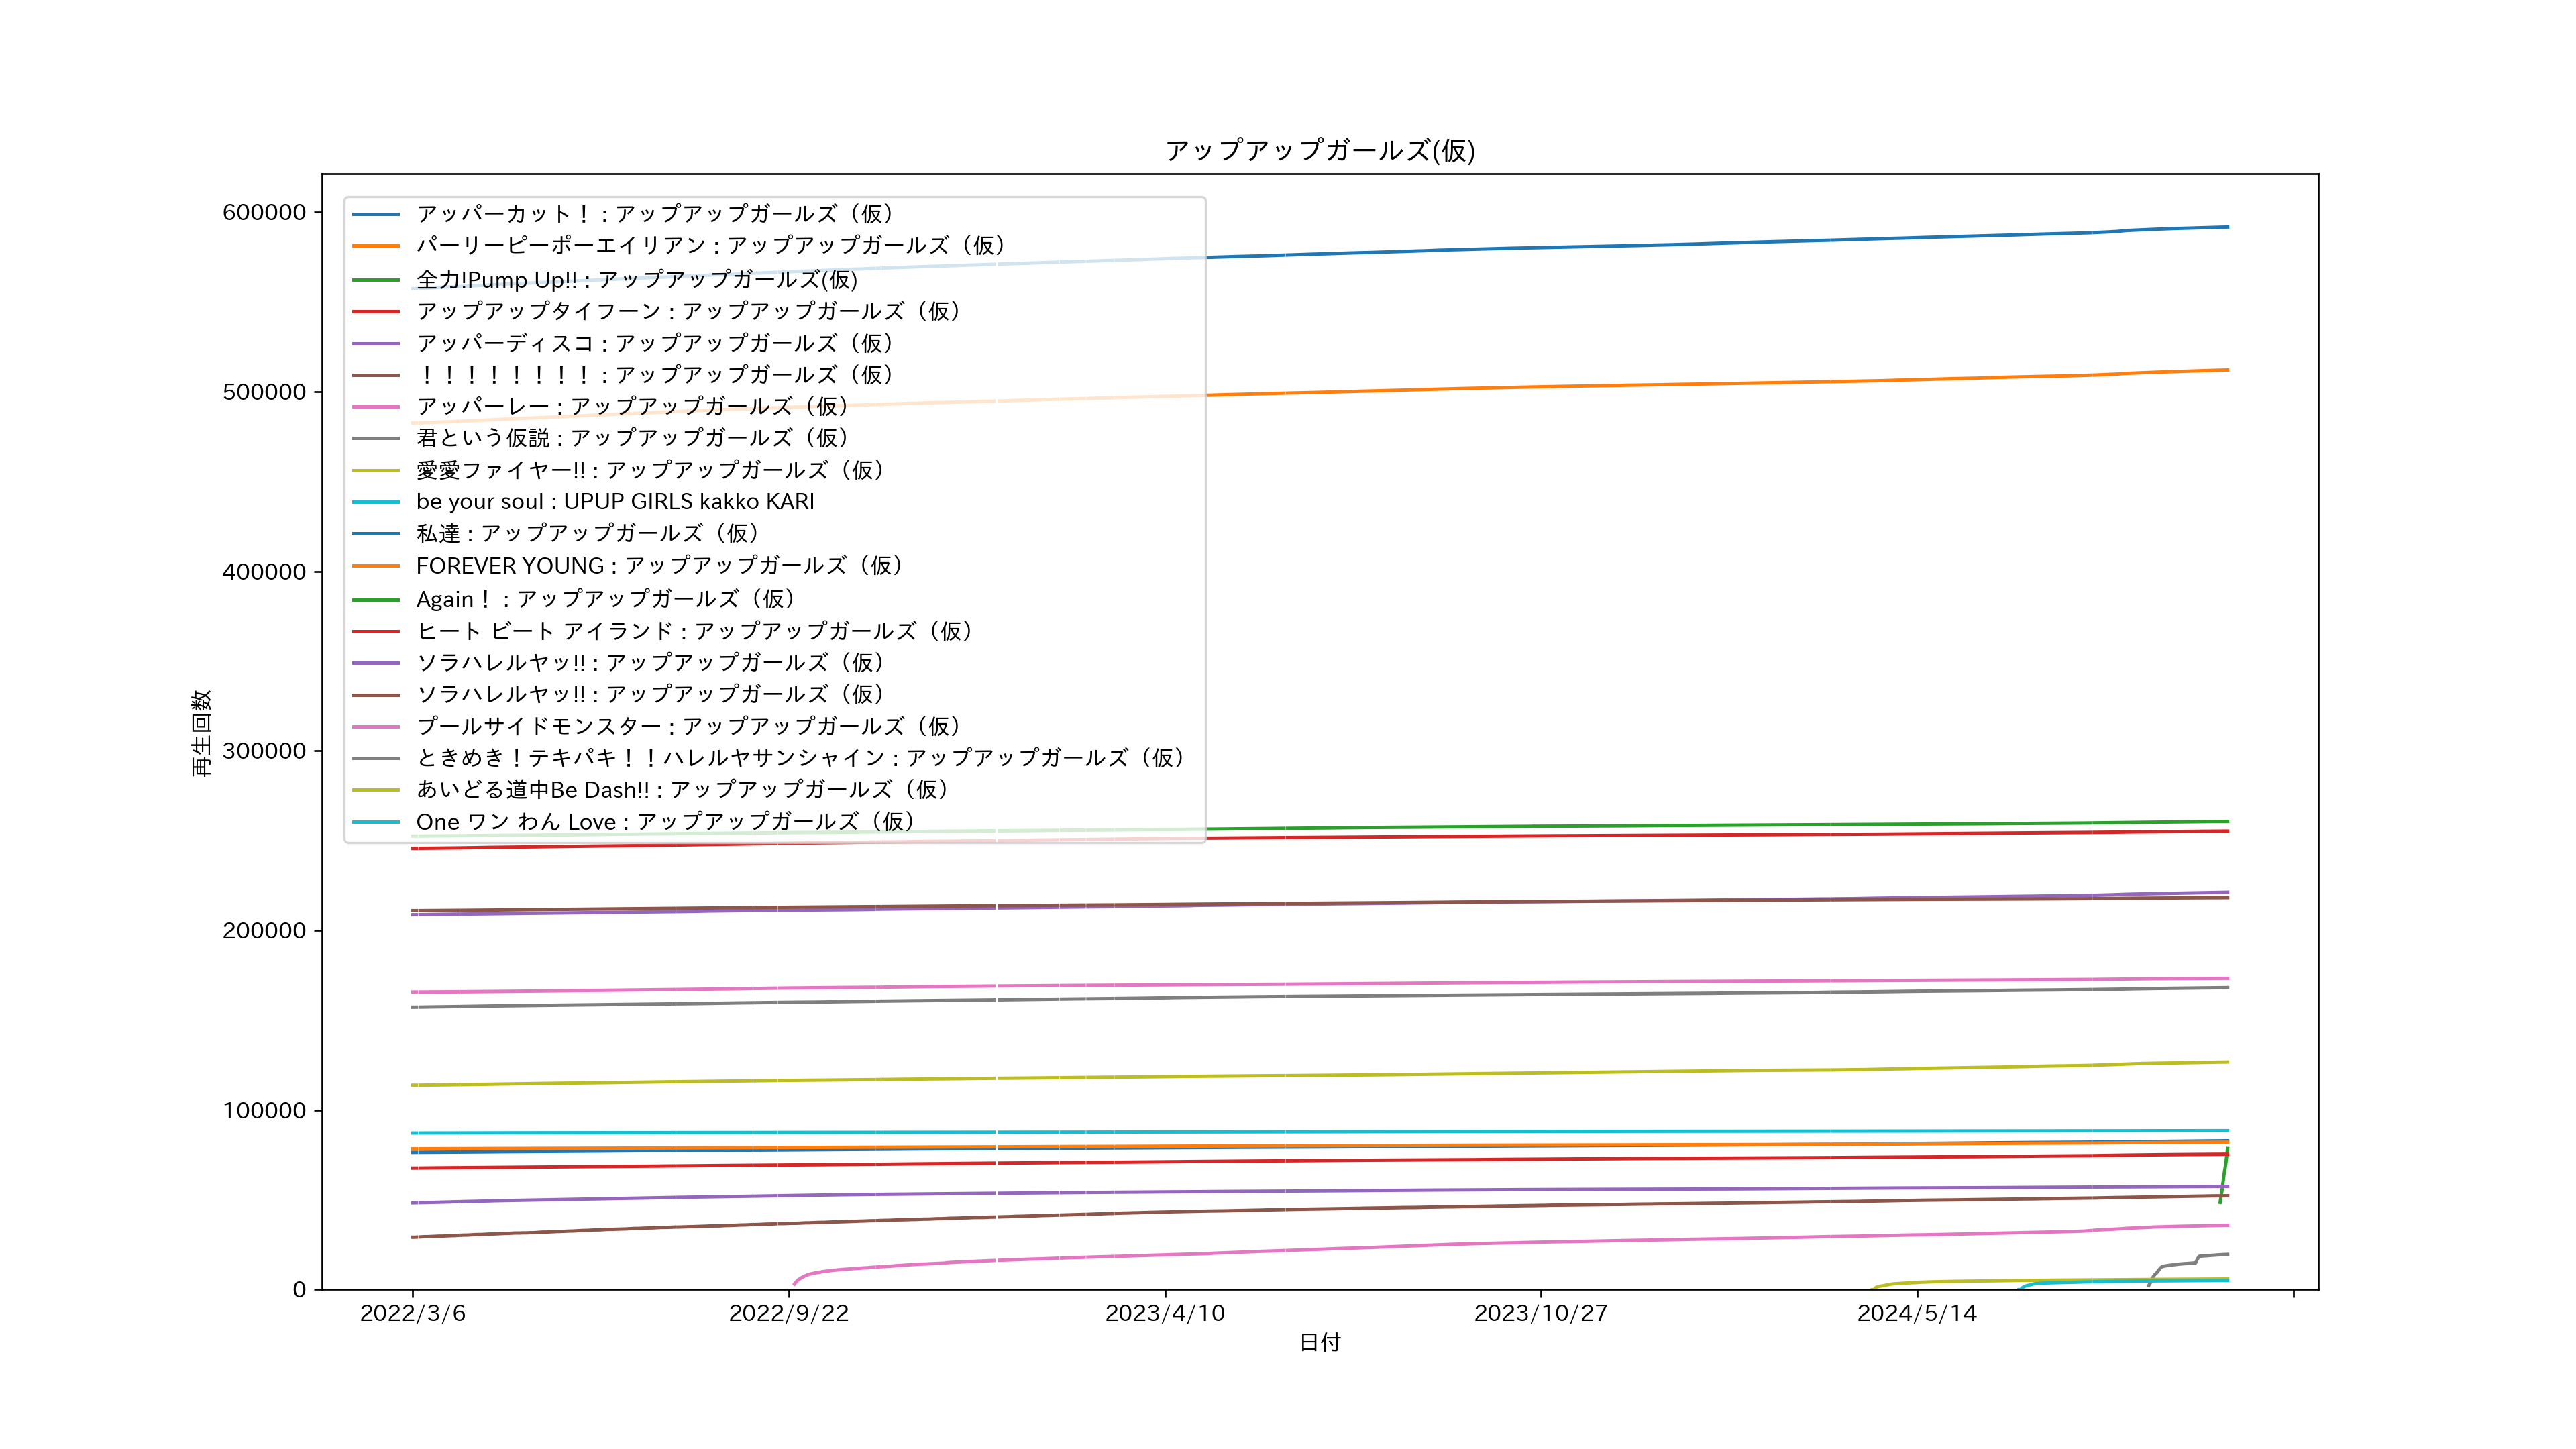 アップアップガールズ(仮)
600000
500000
400000
300000
200000
100000
0
再生回数
アッパーカット！ : アップアップガールズ（仮）
パーリーピーポーエイリアン : アップアップガールズ（仮）
全力!Pump Up!! : アップアップガールズ(仮)
アップアップタイフーン : アップアップガールズ（仮）
アッパーディスコ : アップアップガールズ（仮）
！！！！！！！！ : アップアップガールズ（仮）
アッパーレー : アップアップガールズ（仮）
君という仮説 : アップアップガールズ（仮）
愛愛ファイヤー!! : アップアップガールズ（仮）
be your soul : UPUP GIRLS kakko KARI
私達 : アップアップガールズ（仮）
FOREVER YOUNG : アップアップガールズ（仮）
Again！ : アップアップガールズ（仮）
ヒート ビート アイランド : アップアップガールズ（仮）
ソラハレルヤッ!! : アップアップガールズ（仮）
ソラハレルヤッ!! : アップアップガールズ（仮）
プールサイドモンスター : アップアップガールズ（仮）
ときめき！テキパキ！！ハレルヤサンシャイン : アップアップガールズ（仮）
あいどる道中Be Dash!! : アップアップガールズ（仮）
One ワン わん Love : アップアップガールズ（仮）
2022/3/6
2022/9/22
2023/4/10
2023/10/27
2024/5/14
日付